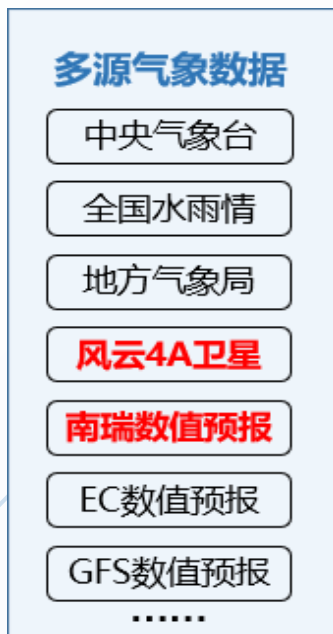 多源气象数据
中央气象台
全国水雨情
地方气象局
风云4A卫星
南瑞数值预报
EC数值预报
GFS数值预报
……